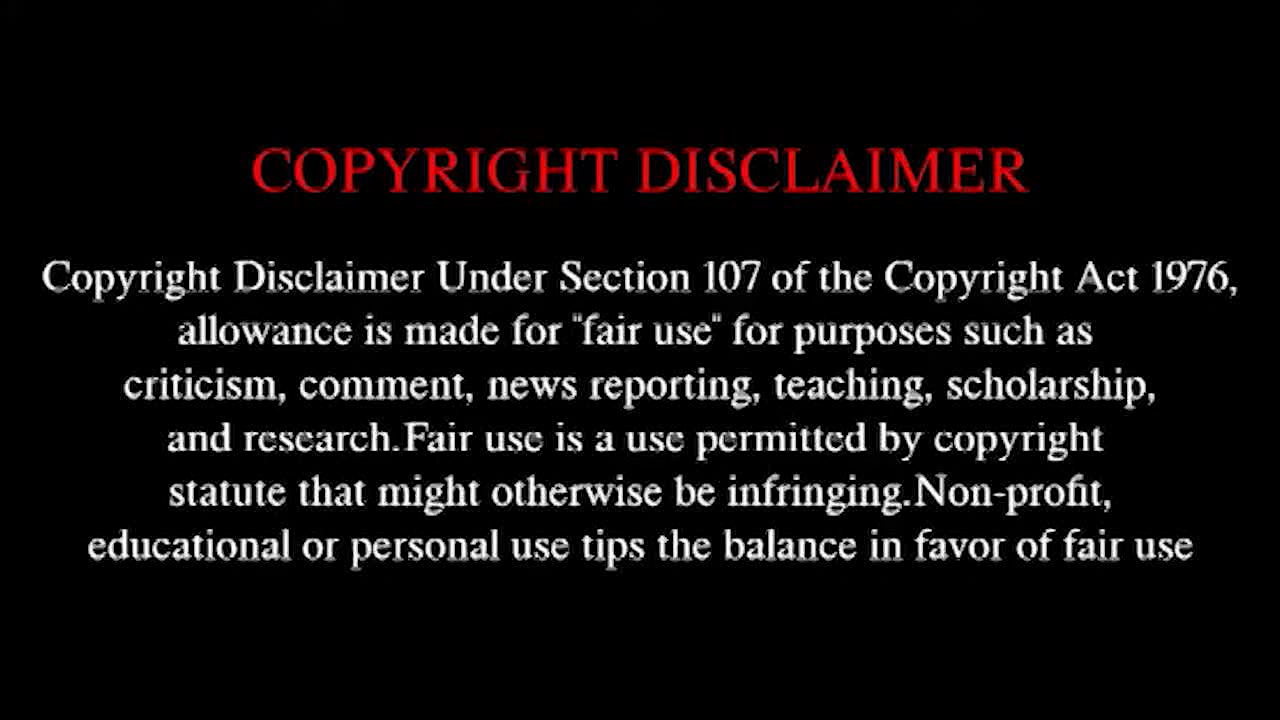 COPYRIGHT DISCLAIMER
Copyright Disclaimer Under Section 107 of the Copyright Act 1976,
allowance is made for "fair use" for purposes such as
criticism, comment, news reporting, teaching, scholarship,
and research.Fair use is a use permitted by copyright
statute that might otherwise be infringing.Non-profit,
educational or personal use tips the balance in favor of fair use